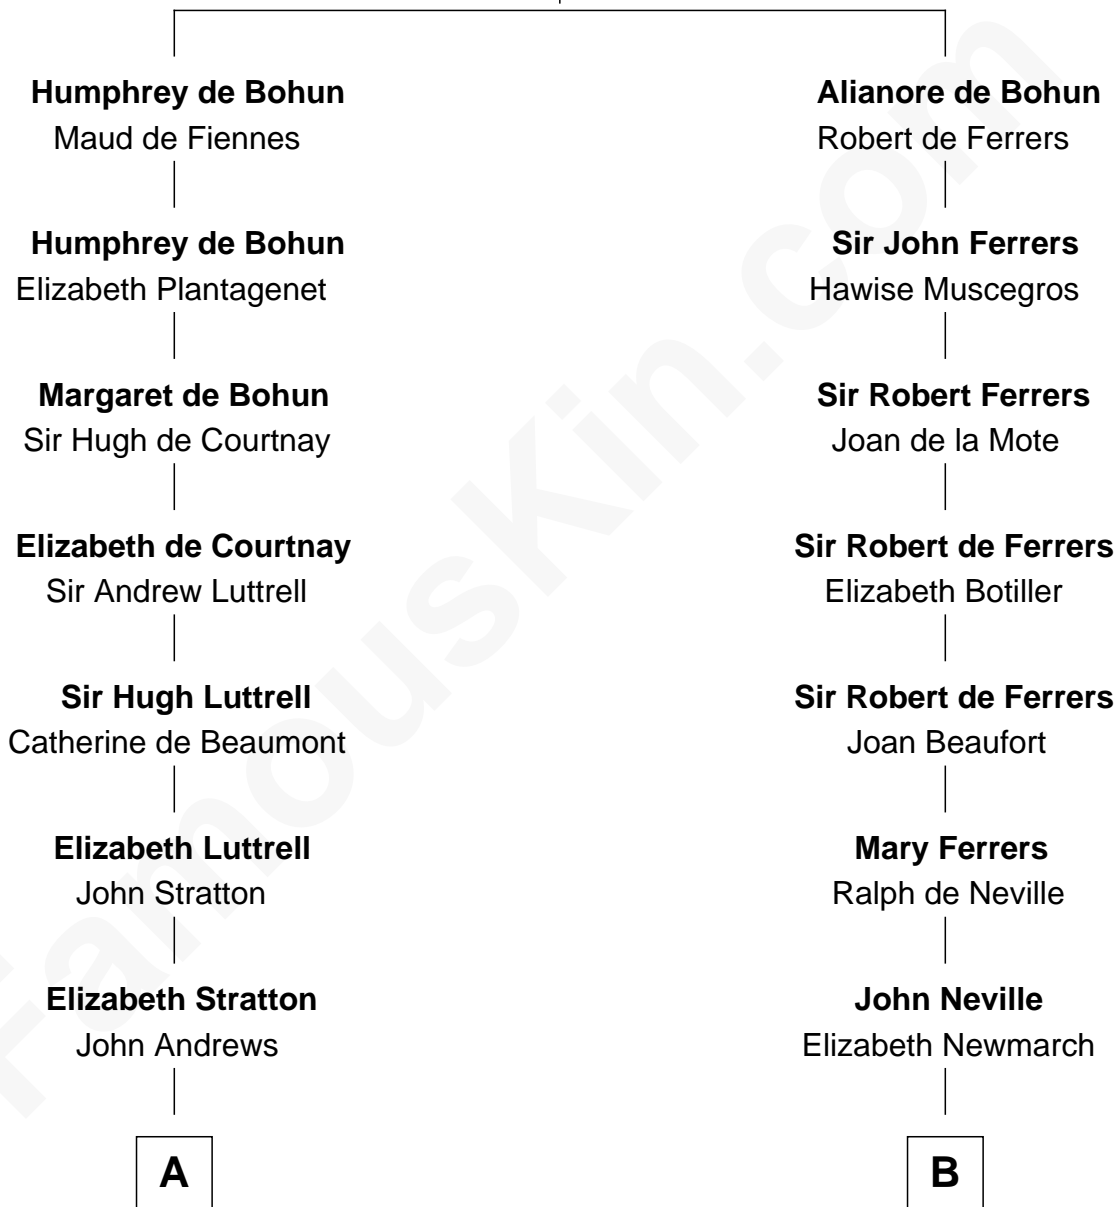 Humphrey de Bohun
Maud de Fiennes
Humphrey de Bohun
Elizabeth Plantagenet
Margaret de Bohun
Sir Hugh de Courtnay
Elizabeth de Courtnay
Sir Andrew Luttrell
Sir Hugh Luttrell
Catherine de Beaumont
Elizabeth Luttrell
John Stratton
Elizabeth Stratton
John Andrews
A
Alianore de Bohun
Robert de Ferrers
Sir John Ferrers
Hawise Muscegros
Sir Robert Ferrers
Joan de la Mote
Sir Robert de Ferrers
Elizabeth Botiller
Sir Robert de Ferrers
Joan Beaufort
Mary Ferrers
Ralph de Neville
John Neville
Elizabeth Newmarch
B
FamousKin.com